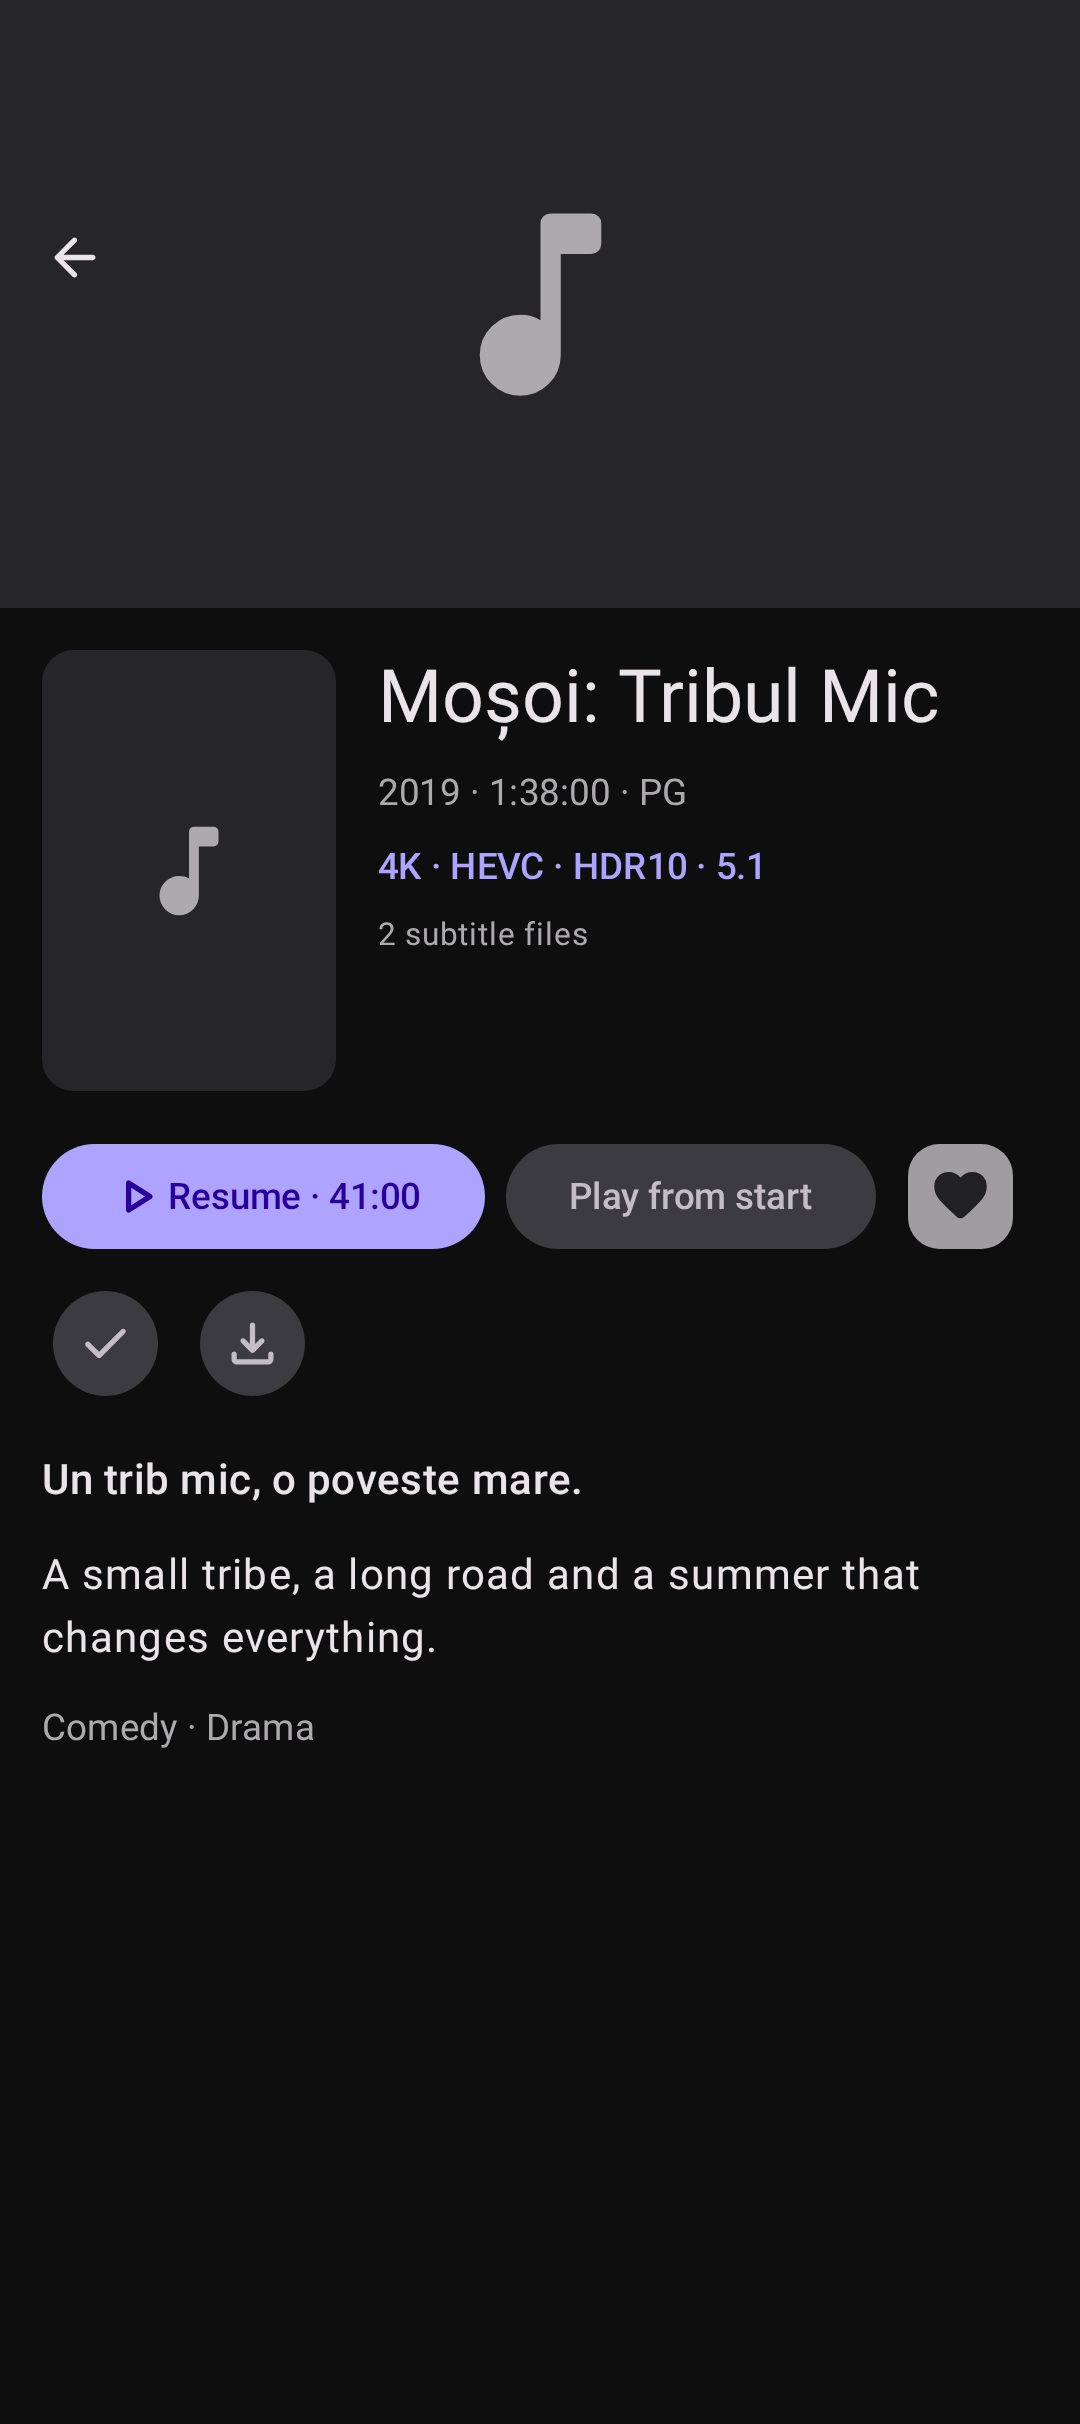 Moșoi: Tribul Mic
2019 · 1:38:00 · PG
4K · HEVC · HDR10 · 5.1
2 subtitle files
Resume · 41:00
Play from start
Un trib mic, o poveste mare.
A small tribe, a long road and a summer that
changes everything.
Comedy · Drama